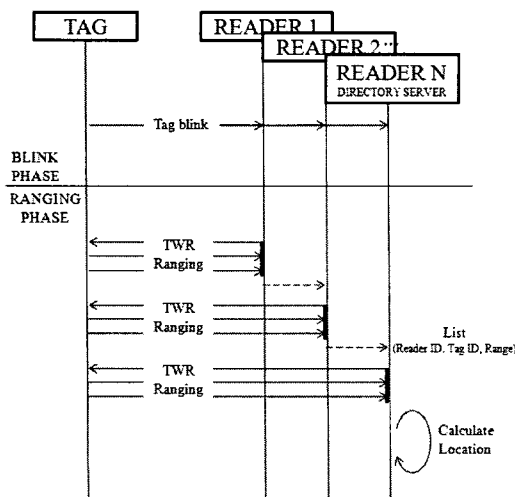 TAG
READER 1
READER 2...
READER N
DIRECTORY SERVER
Tag blink
BLINK
PHASE
RANGING
PHASE
TWR
Ranging
TWR
Ranging
List
(Reader ID. Tag ID, Range)
TWR
Ranging
Calculate
Location